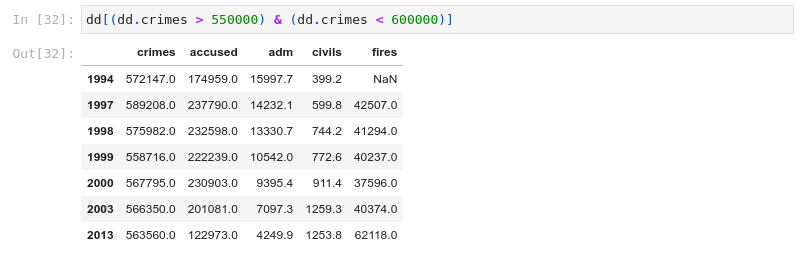 In [32]: dd[(dd.crimes > 550000) & (dd.crimes < 600000)]
Out[32]:
crimes accused adm civils fires
1994 572147.0 174959.0 15997.7 399.2 NaN
1997 589208.0 237790.0 14232.1 599.8 42507.0
1998 575982.0 232598.0 13330.7 744.2 41294.0
1999 558716.0 222239.0 10542.0 772.6 40237.0
2000 567795.0 230903.0 9395.4 911.4 37596.0
2003 566350.0 201081.0 7097.3 1259.3 40374.0
2013 563560.0 122973.0 4249.9 1253.8 62118.0